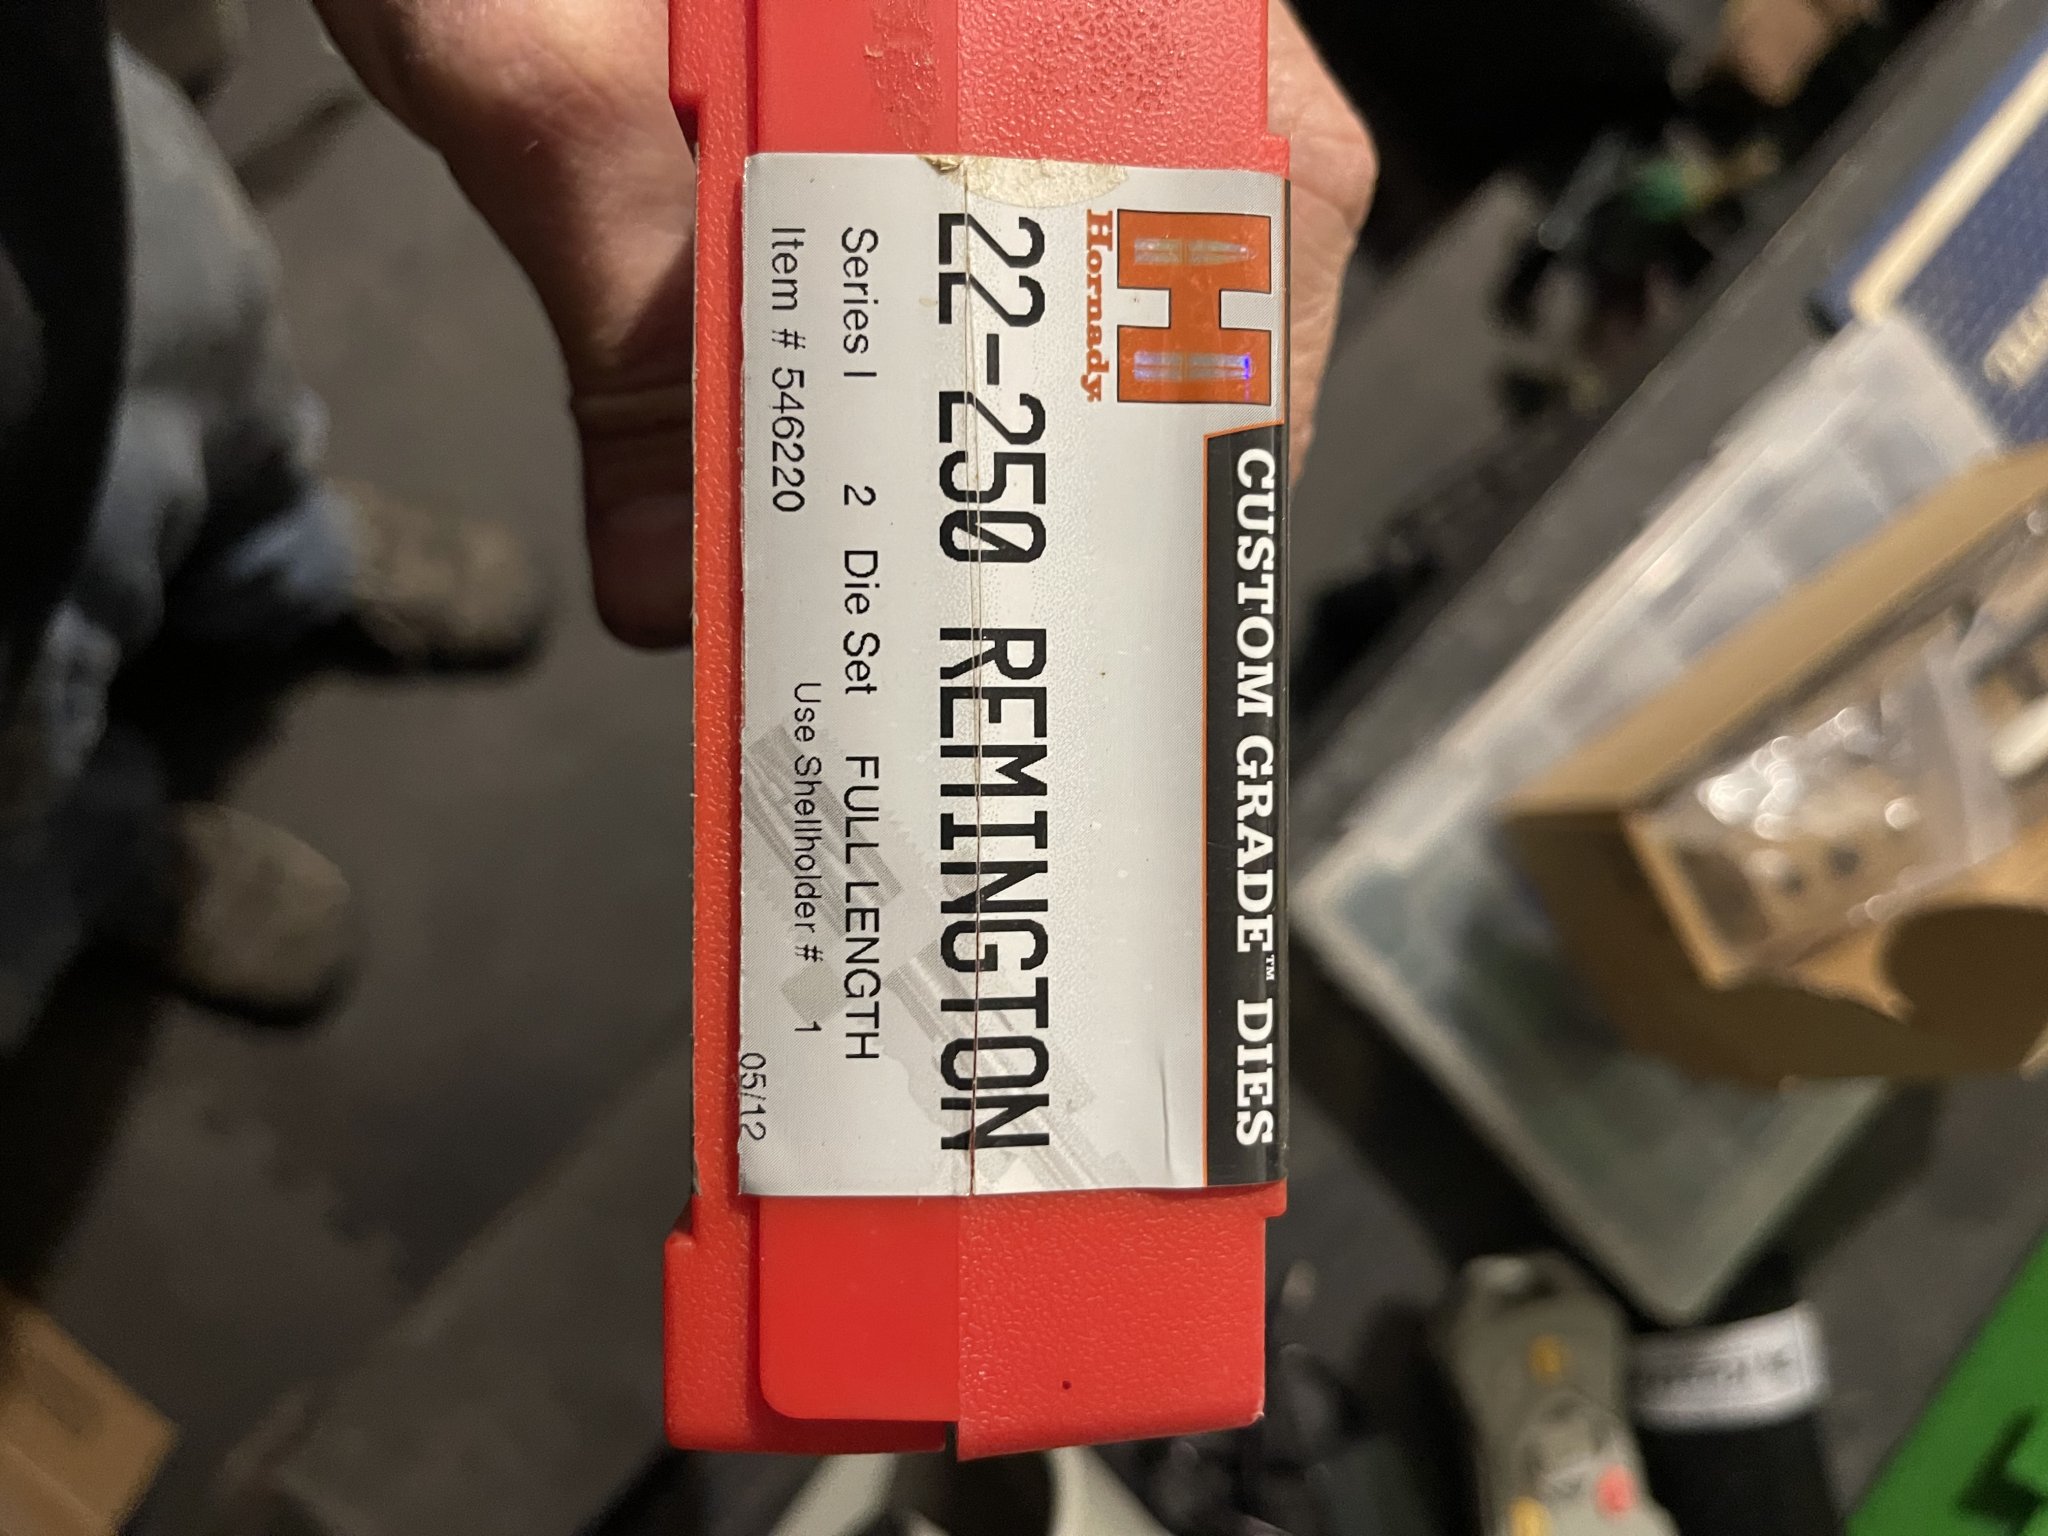 Hornady
CUSTOM GRADE™ DIES
22-250 REMINGTON
Series I 2 Die Set FULL LENGTH
Use Shellholder # 1
Item # 546220
05/12